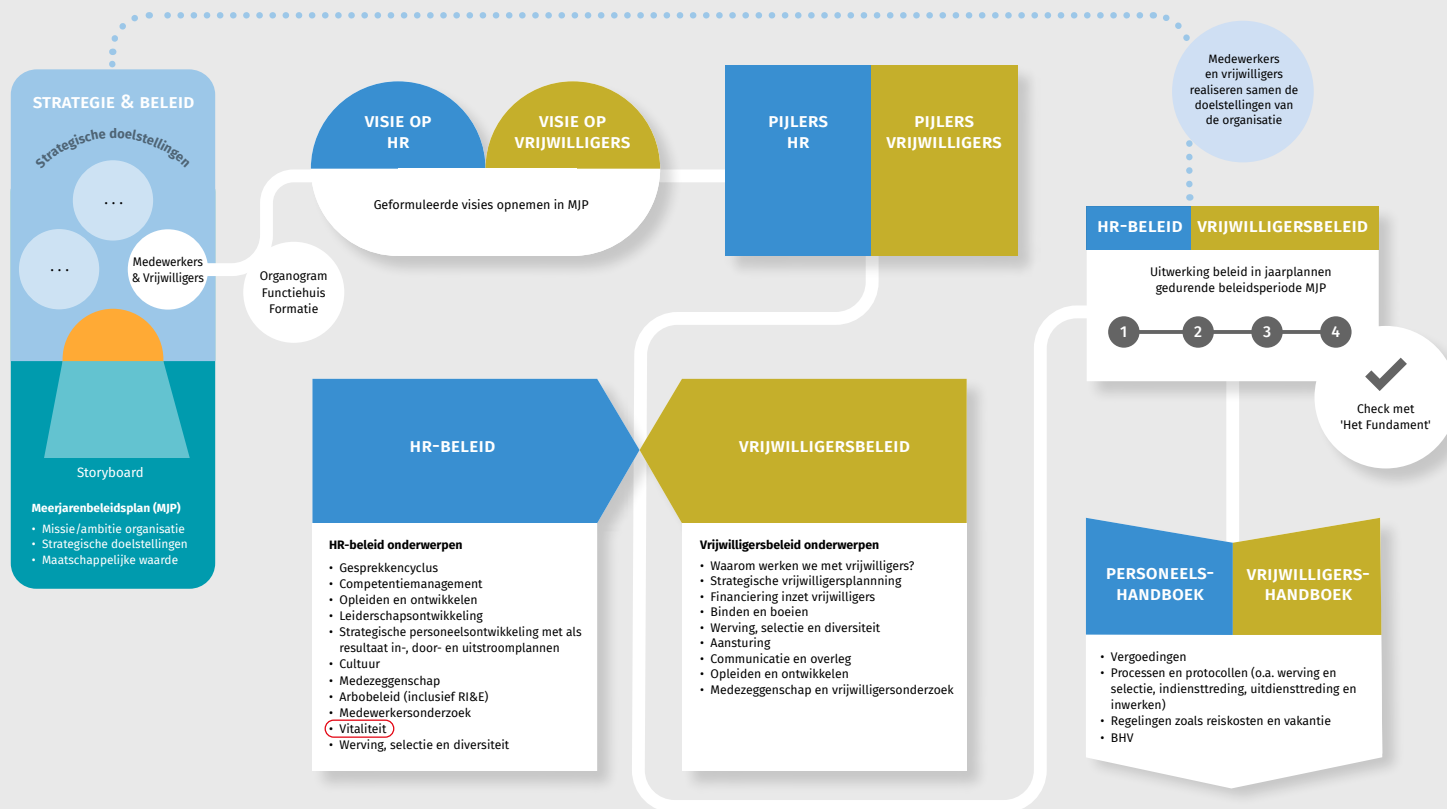 STRATEGIE & BELEID
Strategische doelstellingen
...
...
Medewerkers
& Vrijwilligers
Storyboard
Meerjarenbeleidsplan (MJP)
• Missie/ambitie organisatie
• Strategische doelstellingen
• Maatschappelijke waarde
Organogram
Functiehuis
Formatie
VISIE OP
HR
VISIE OP
VRIJWILLIGERS
Geformuleerde visies opnemen in MJP
PIJLERS
HR
PIJLERS
VRIJWILLIGERS
HR-BELEID
HR-beleid onderwerpen
• Gesprekkencyclus
• Competentiemanagement
• Opleiden en ontwikkelen
• Leiderschapsontwikkeling
• Strategische personeelsontwikkeling met als
resultaat in-, door- en uitstroomplannen
• Cultuur
• Medezeggenschap
• Arbobeleid (inclusief RI&E)
• Medewerkersonderzoek
• Vitaliteit
• Werving, selectie en diversiteit
VRIJWILLIGERSBELEID
Vrijwilligersbeleid onderwerpen
• Waarom werken we met vrijwilligers?
• Strategische vrijwilligersplannning
• Financiering inzet vrijwilligers
• Binden en boeien
• Werving, selectie en diversiteit
• Aansturing
• Communicatie en overleg
• Opleiden en ontwikkelen
• Medezeggenschap en vrijwilligersonderzoek
Medewerkers
en vrijwilligers
realiseren samen de
doelstellingen van
de organisatie
HR-BELEID VRIJWILLIGERSBELEID
Uitwerking beleid in jaarplannen
gedurende beleidsperiode MJP
1 2 3 4
Check met
'Het Fundament'
PERSONEELS-
HANDBOEK
VRIJWILLIGERS-
HANDBOEK
• Vergoedingen
• Processen en protocollen (o.a. werving en
selectie, indiensttreding, uitdiensttreding en
inwerken)
• Regelingen zoals reiskosten en vakantie
• BHV